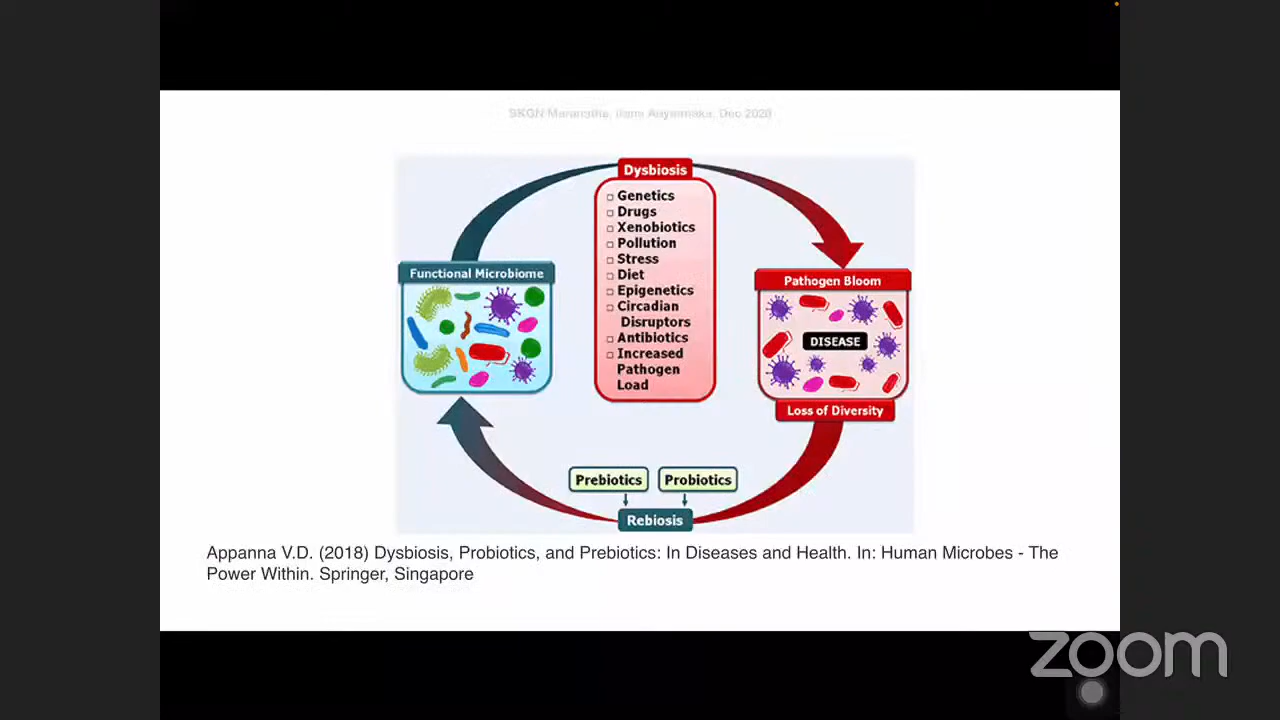 Dec 2020
Dysbiosis
Genetics
Drugs
Xenobiotics
Pollution
Stress
Diet
Epigenetics
Circadian
Disruptors
Antibiotics
Increased
Pathogen
Load
Functional Microbiome
Pathogen Bloom
DISEASE
Loss of Diversity
Prebiotics
Probiotics
Rebiosis
Appanna V.D. (2018) Dysbiosis, Probiotics, and Prebiotics: In Diseases and Health. In: Human Microbes - The
Power Within. Springer, Singapore
zoom